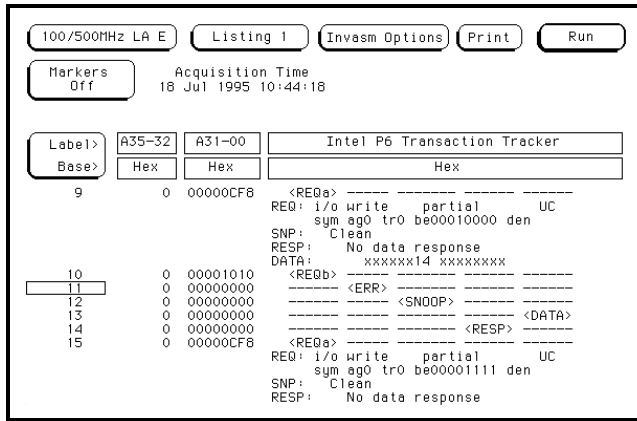 100/500MHz LA E Listing 1 Invasm Options Print Run
Markers Off Acquisition Time
18 Jul 1995 10:44:18
Label> A35-32 A31-00 Intel P6 Transaction Tracker
Base> Hex Hex Hex
9 0 00000CF8 <REQa> ----- ------- ------ ------
REQ: i/o write partial UC
sym ag0 tr0 be00010000 den
SNP: Clean
RESP: No data response
DATA: xxxxxx14 xxxxxxxx
10 0 00001010 <REQb> ----- ------- ------ ------
11 0 00000000 ------ <ERR> ------- ------ ------
12 0 00000000 ------ ----- <SNOOP> ------ ------
13 0 00000000 ------ ----- ------- ------ <DATA>
14 0 00000000 ------ ----- ------- <RESP> ------
15 0 00000CF8 <REQa> ----- ------- ------ ------
REQ: i/o write partial UC
sym ag0 tr0 be00001111 den
SNP: Clean
RESP: No data response